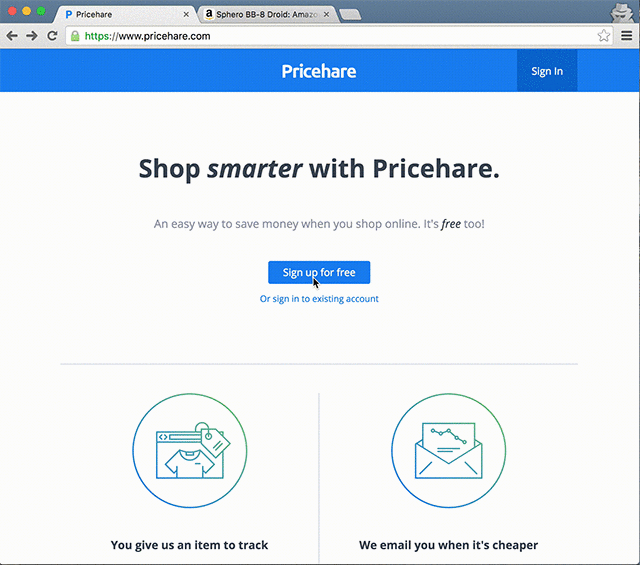 Pricehare
Sphero BB-8 Droid: Amazo
https://www.pricehare.com
Pricehare
Sign In
Shop smarter with Pricehare.
An easy way to save money when you shop online. It's free too!
Sign up for free
Or sign in to existing account
You give us an item to track
We email you when it's cheaper